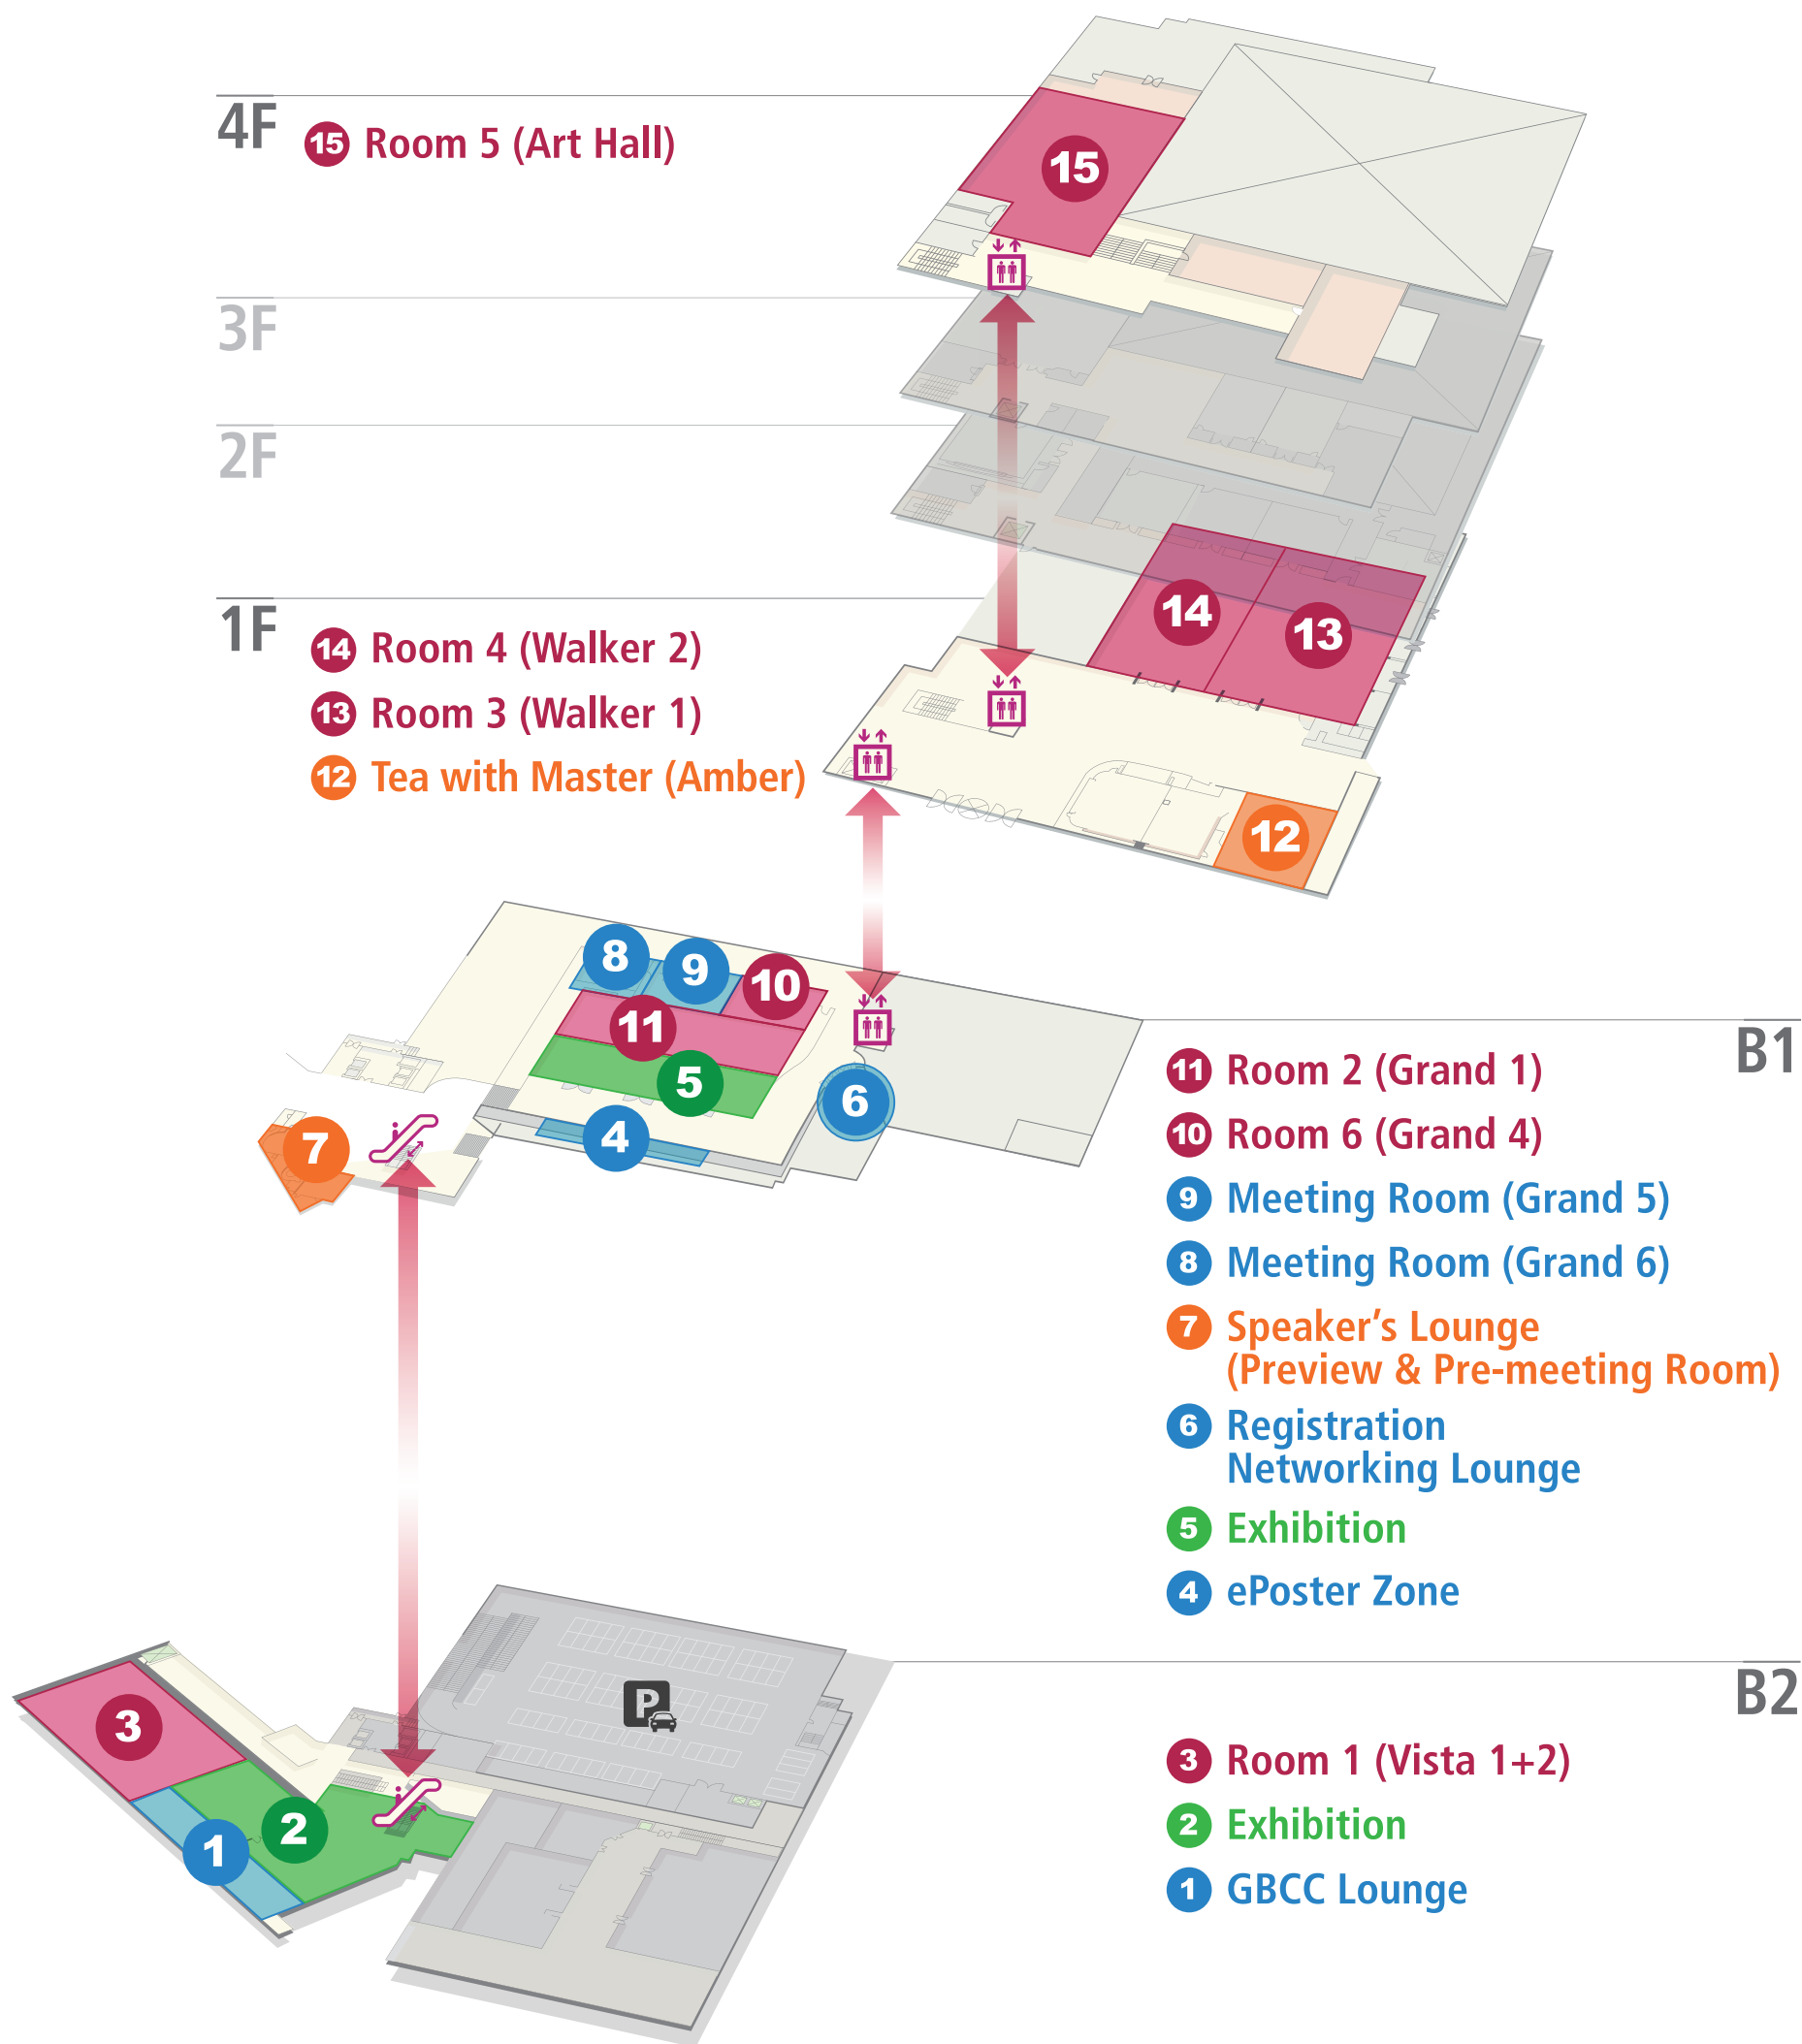 4F
15 Room 5 (Art Hall)
15
3F
2F
1F
14 Room 4 (Walker 2)
13 Room 3 (Walker 1)
12 Tea with Master (Amber)
14
13
12
8
9
10
11
5
6
4
7
B1
11 Room 2 (Grand 1)
10 Room 6 (Grand 4)
9 Meeting Room (Grand 5)
8 Meeting Room (Grand 6)
7 Speaker's Lounge
(Preview & Pre-meeting Room)
6 Registration
Networking Lounge
5 Exhibition
4 ePoster Zone
B2
P
3
2
1
3 Room 1 (Vista 1+2)
2 Exhibition
1 GBCC Lounge